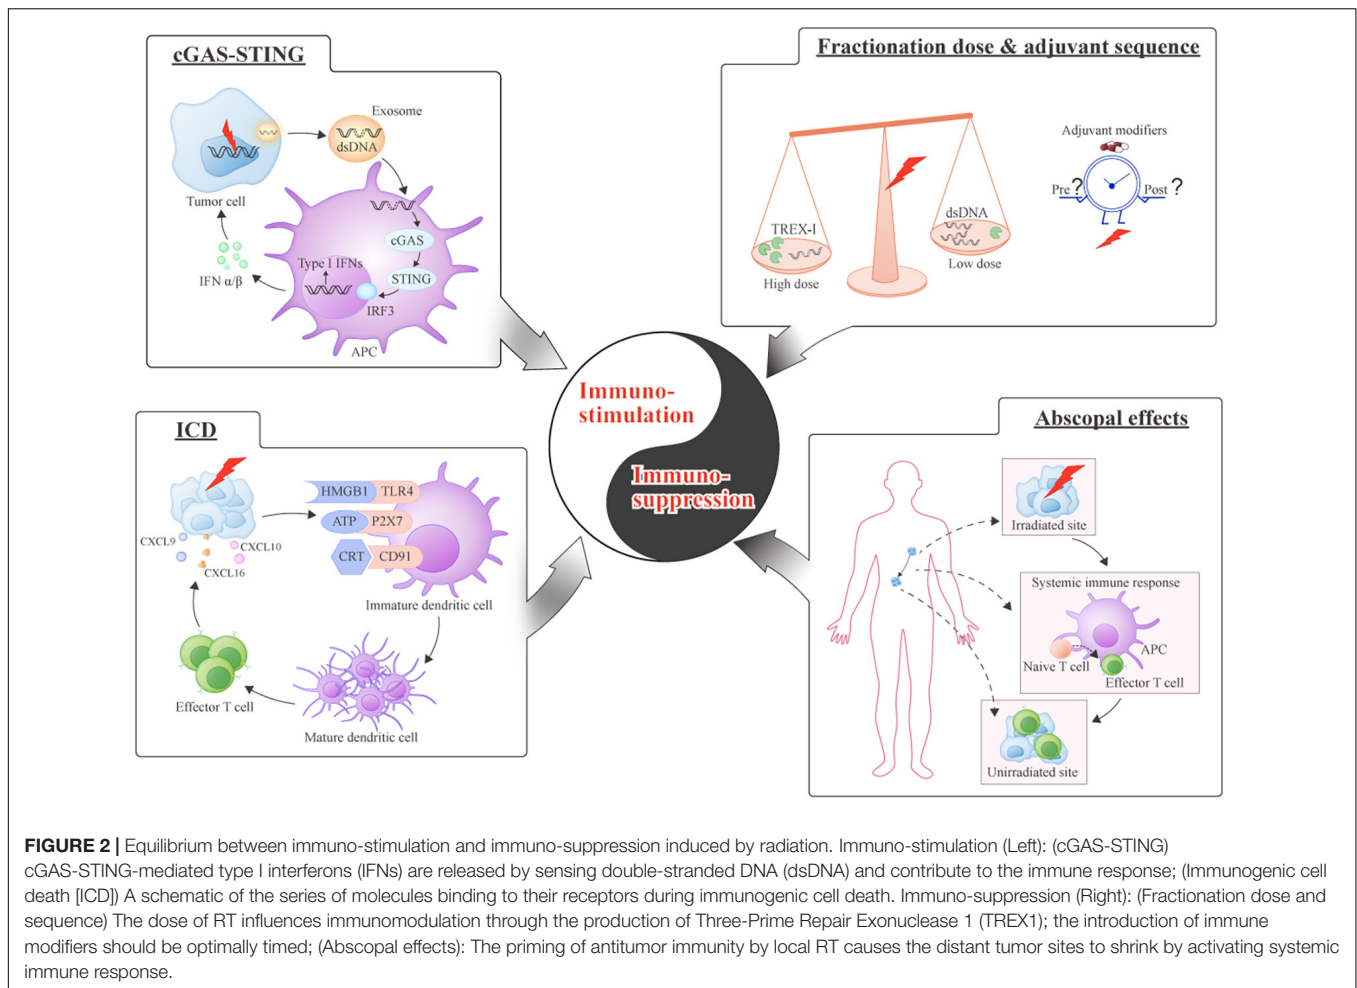 cGAS-STING
Exosome
dsDNA
Tumor cell
cGAS
Type I IFNs
STING
IFN α/β
IRF3
APC
Fractionation dose & adjuvant sequence
Adjuvant modifiers
Pre ?
Post ?
TREX-I
dsDNA
High dose
Low dose
Immuno-
stimulation
Immuno-
suppression
ICD
HMGB1 TLR4
ATP P2X7
CRT CD91
CXCL9
CXCL10
CXCL16
Immature dendritic cell
Effector T cell
Mature dendritic cell
Abscopal effects
Irradiated site
Systemic immune response
APC
Naive T cell
Effector T cell
Unirradiated site
FIGURE 2 | Equilibrium between immuno-stimulation and immuno-suppression induced by radiation. Immuno-stimulation (Left): (cGAS-STING)
cGAS-STING-mediated type I interferons (IFNs) are released by sensing double-stranded DNA (dsDNA) and contribute to the immune response; (Immunogenic cell
death [ICD]) A schematic of the series of molecules binding to their receptors during immunogenic cell death. Immuno-suppression (Right): (Fractionation dose and
sequence) The dose of RT influences immunomodulation through the production of Three-Prime Repair Exonuclease 1 (TREX1); the introduction of immune
modifiers should be optimally timed; (Abscopal effects): The priming of antitumor immunity by local RT causes the distant tumor sites to shrink by activating systemic
immune response.